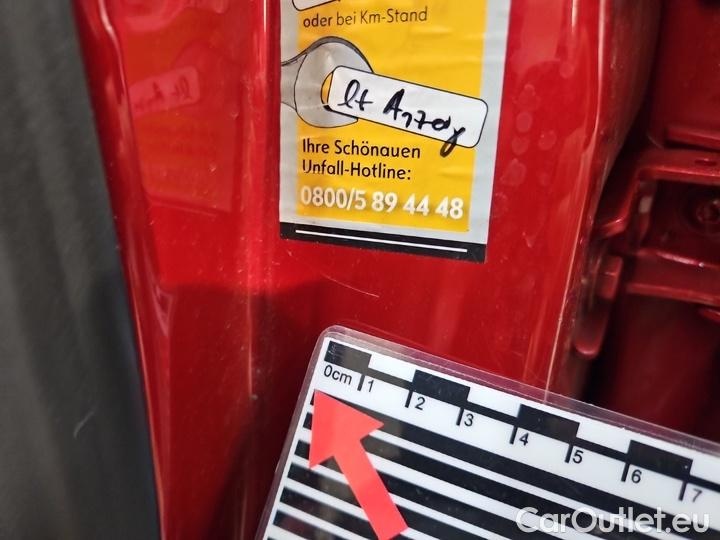 oder bei Km-Stand
lt Anzeige
Ihre Schönauen
Unfall-Hotline:
0800/5 89 44 48
0cm 1 2 3 4 5 6 7
CarOutlet.eu